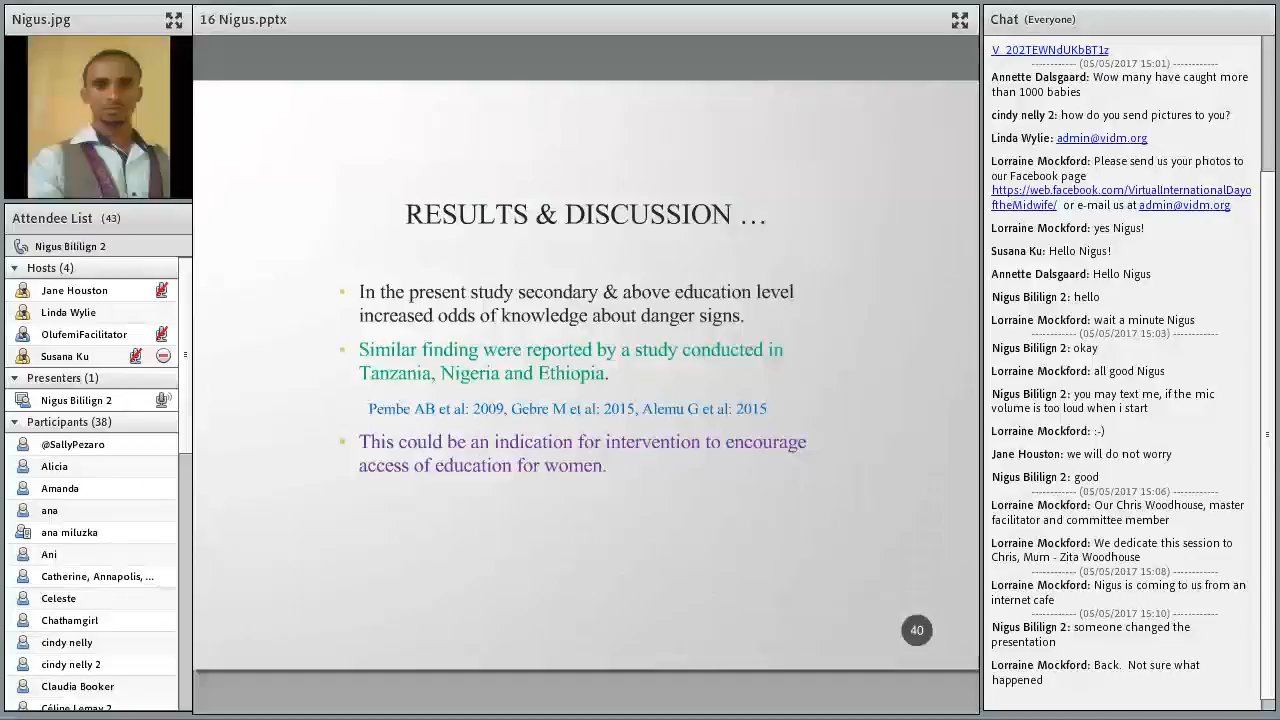 Nigus.jpg
Attendee List (43)
Nigus Bililign 2
Hosts (4)
Jane Houston
Linda Wylie
OlufemiFacilitator
Susana Ku
Presenters (1)
Nigus Bililign 2
Participants (38)
@SallyPezaro
Alicia
Amanda
ana
ana miluzka
Ani
Catherine, Annapolis, ...
Celeste
Chathamgirl
cindy nelly
cindy nelly 2
Claudia Booker
Céline Lemay 2
16 Nigus.pptx
RESULTS & DISCUSSION …
In the present study secondary & above education level
increased odds of knowledge about danger signs.
Similar finding were reported by a study conducted in
Tanzania, Nigeria and Ethiopia.
Pembe AB et al: 2009, Gebre M et al: 2015, Alemu G et al: 2015
This could be an indication for intervention to encourage
access of education for women.
40
Chat (Everyone)
V_202TEWNdUKbBT1z
------------ (05/05/2017 15:01) ------------
Annette Dalsgaard: Wow many have caught more
than 1000 babies
cindy nelly 2: how do you send pictures to you?
Linda Wylie: admin@vidm.org
Lorraine Mockford: Please send us your photos to
our Facebook page
https://web.facebook.com/VirtualInternationalDayo
ftheMidwife/ or e-mail us at admin@vidm.org
Lorraine Mockford: yes Nigus!
Susana Ku: Hello Nigus!
Annette Dalsgaard: Hello Nigus
Nigus Bililign 2: hello
Lorraine Mockford: wait a minute Nigus
------------ (05/05/2017 15:03) ------------
Nigus Bililign 2: okay
Lorraine Mockford: all good Nigus
Nigus Bililign 2: you may text me, if the mic
volume is too loud when i start
Lorraine Mockford: :-)
Jane Houston: we will do not worry
Nigus Bililign 2: good
------------ (05/05/2017 15:06) ------------
Lorraine Mockford: Our Chris Woodhouse, master
facilitator and committee member
Lorraine Mockford: We dedicate this session to
Chris, Mum - Zita Woodhouse
------------ (05/05/2017 15:08) ------------
Lorraine Mockford: Nigus is coming to us from an
internet cafe
------------ (05/05/2017 15:10) ------------
Nigus Bililign 2: someone changed the
presentation
Lorraine Mockford: Back. Not sure what
happened